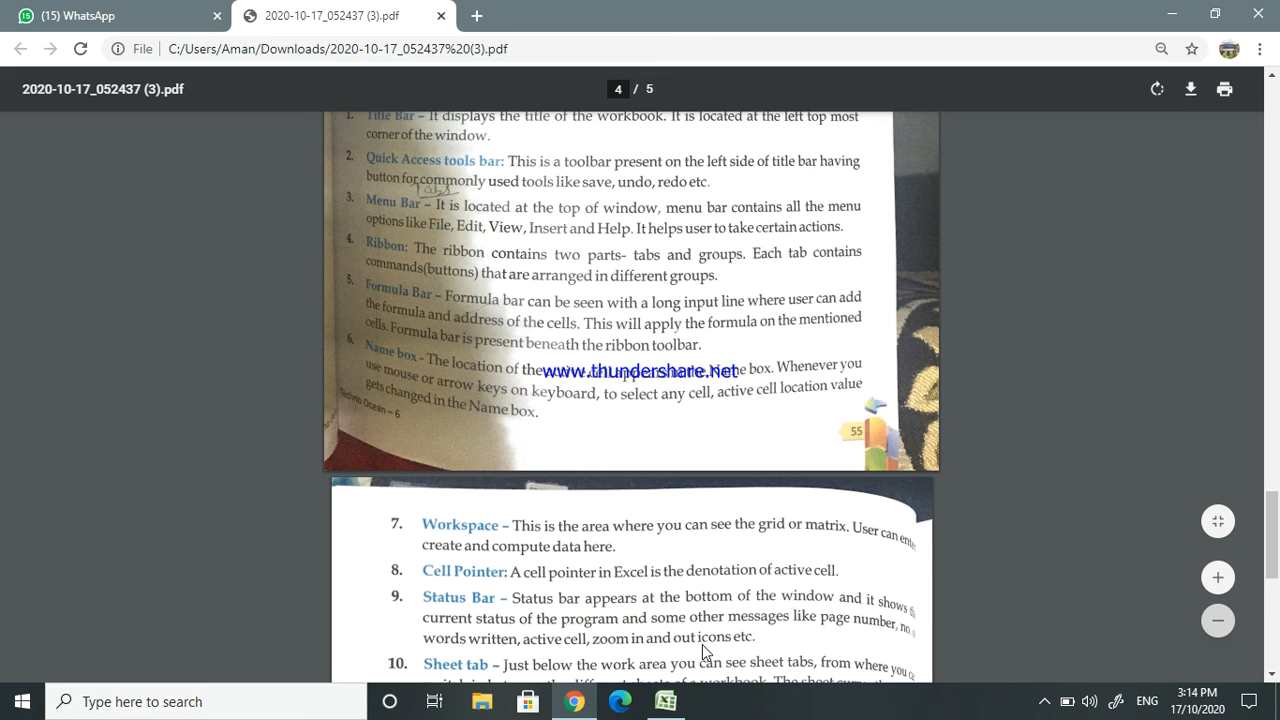 (15) WhatsApp
2020-10-17_052437 (3).pdf
File
C:/Users/Aman/Downloads/2020-10-17_052437%20(3).pdf
2020-10-17_052437 (3).pdf
4 / 5
1. Title Bar – It displays the title of the workbook. It is located at the left top most
corner of the window.
2. Quick Access tools bar: This is a toolbar present on the left side of title bar having
button for commonly used tools like save, undo, redo etc.
Tabs
3. Menu Bar – It is located at the top of window, menu bar contains all the menu
options like File, Edit, View, Insert and Help. It helps user to take certain actions.
4. Ribbon: The ribbon contains two parts- tabs and groups. Each tab contains
commands(buttons) that are arranged in different groups.
5. Formula Bar – Formula bar can be seen with a long input line where user can add
the formula and address of the cells. This will apply the formula on the mentioned
cells. Formula bar is present beneath the ribbon toolbar.
6. Name box - The location of the active cell appears in the Name box. Whenever you
www.thundershare.net
use mouse or arrow keys on keyboard, to select any cell, active cell location value
gets changed in the Name box.
Techno Ocean – 6
55
7. Workspace – This is the area where you can see the grid or matrix. User can
create and compute data here.
8. Cell Pointer: A cell pointer in Excel is the denotation of active cell.
9. Status Bar – Status bar appears at the bottom of the window and it shows
current status of the program and some other messages like page number, no.
words written, active cell, zoom in and out icons etc.
10. Sheet tab – Just below the work area you can see sheet tabs, from where you
Type here to search
ENG
3:14 PM
17/10/2020